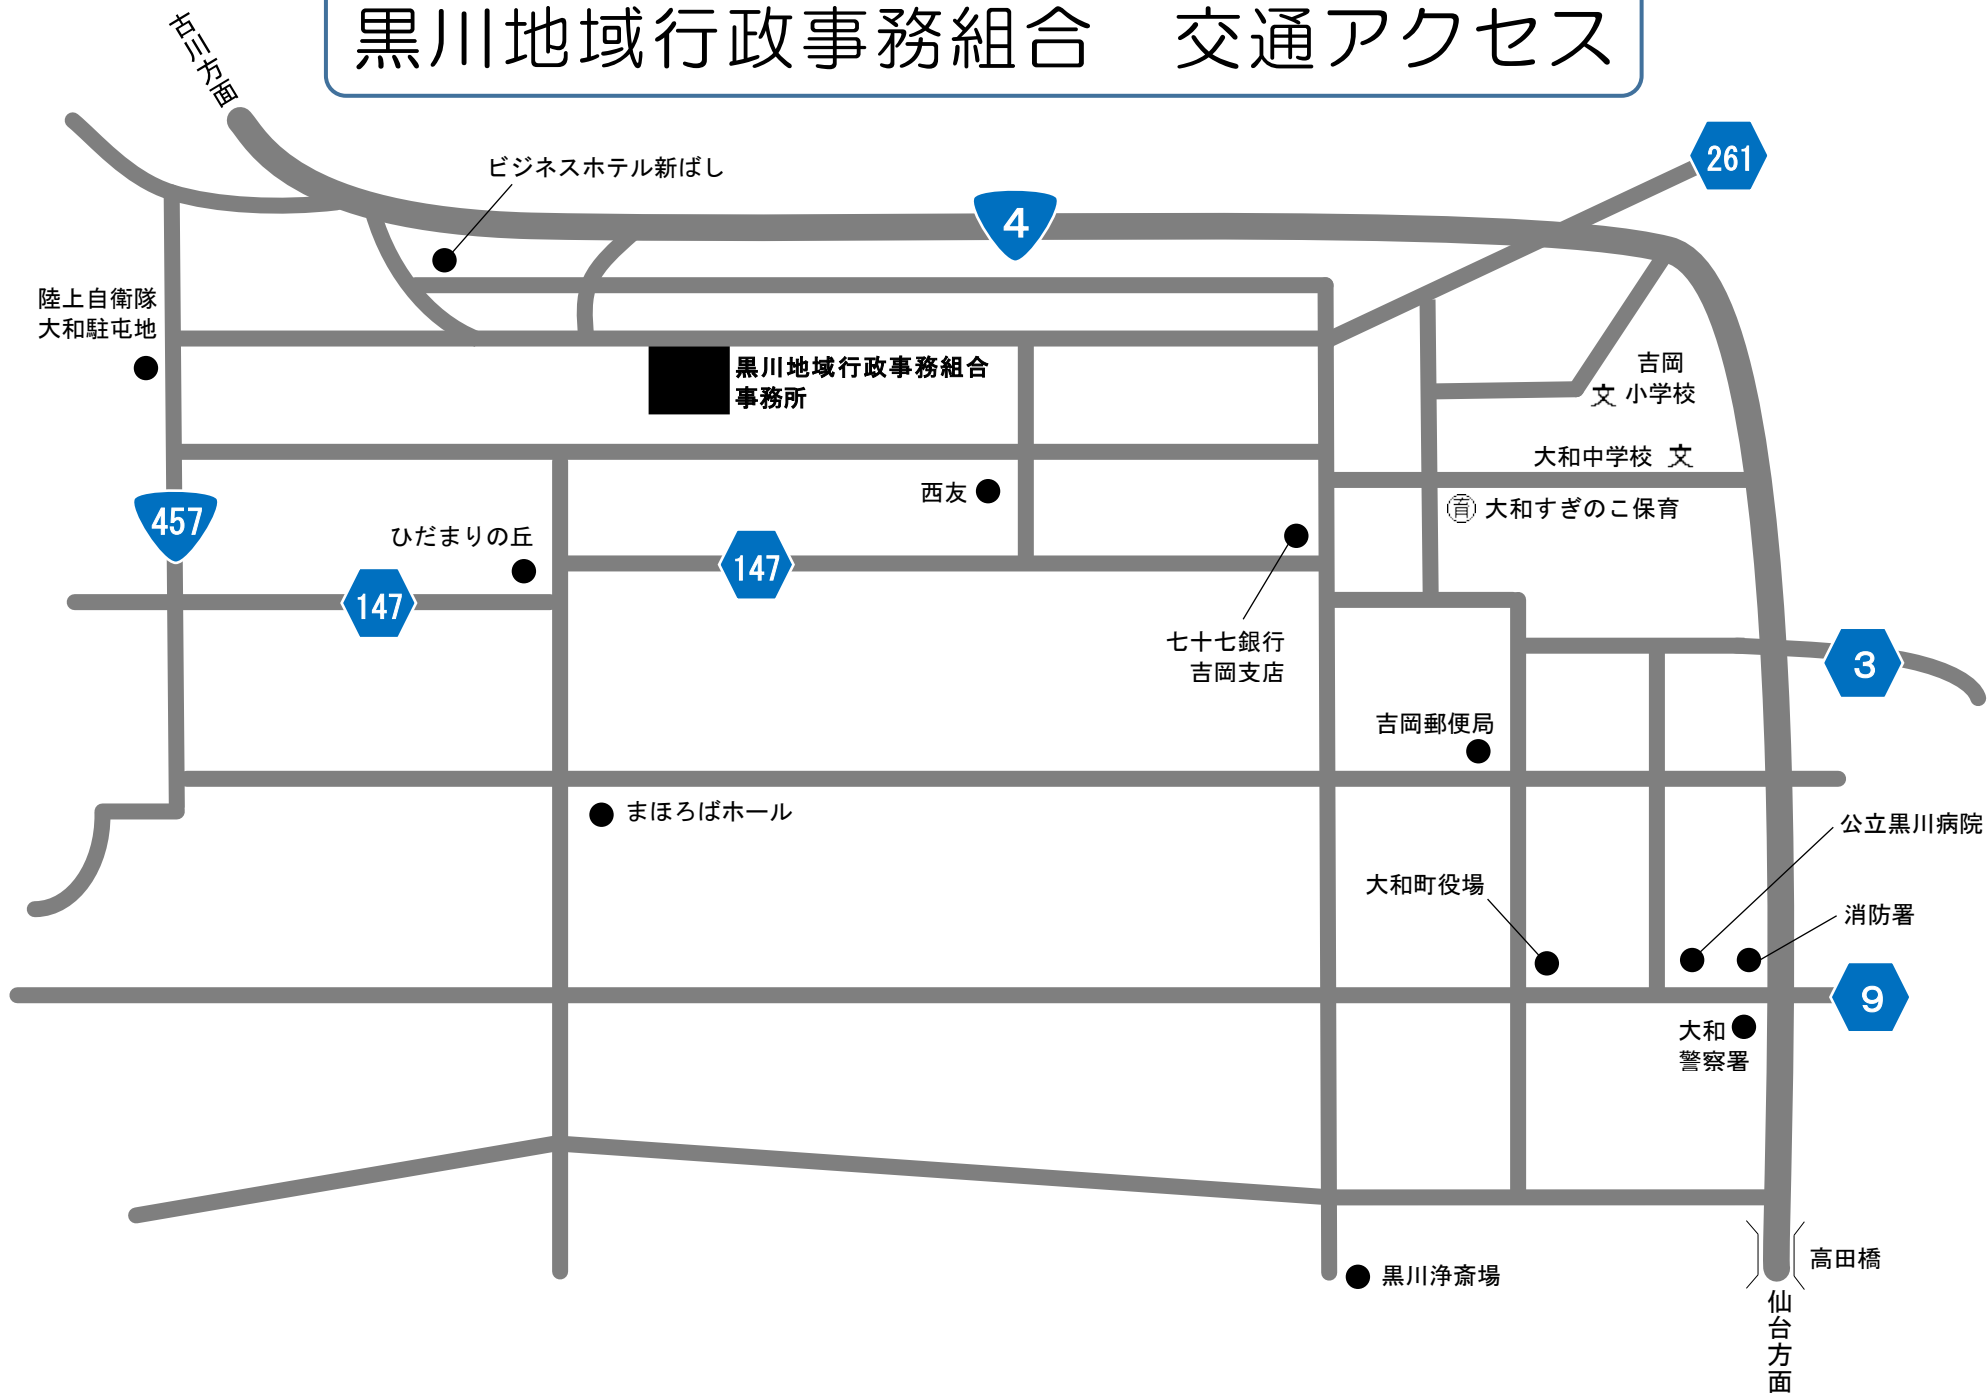 黒川地域行政事務組合　交通アクセス
古川方面
261
ビジネスホテル新ばし
4
陸上自衛隊
大和駐屯地
黒川地域行政事務組合
事務所
吉岡
文 小学校
大和中学校 文
西友
育 大和すぎのこ保育
457
ひだまりの丘
147
147
七十七銀行
吉岡支店
3
吉岡郵便局
まほろばホール
公立黒川病院
大和町役場
消防署
9
大和
警察署
高田橋
黒川浄斎場
仙台方面